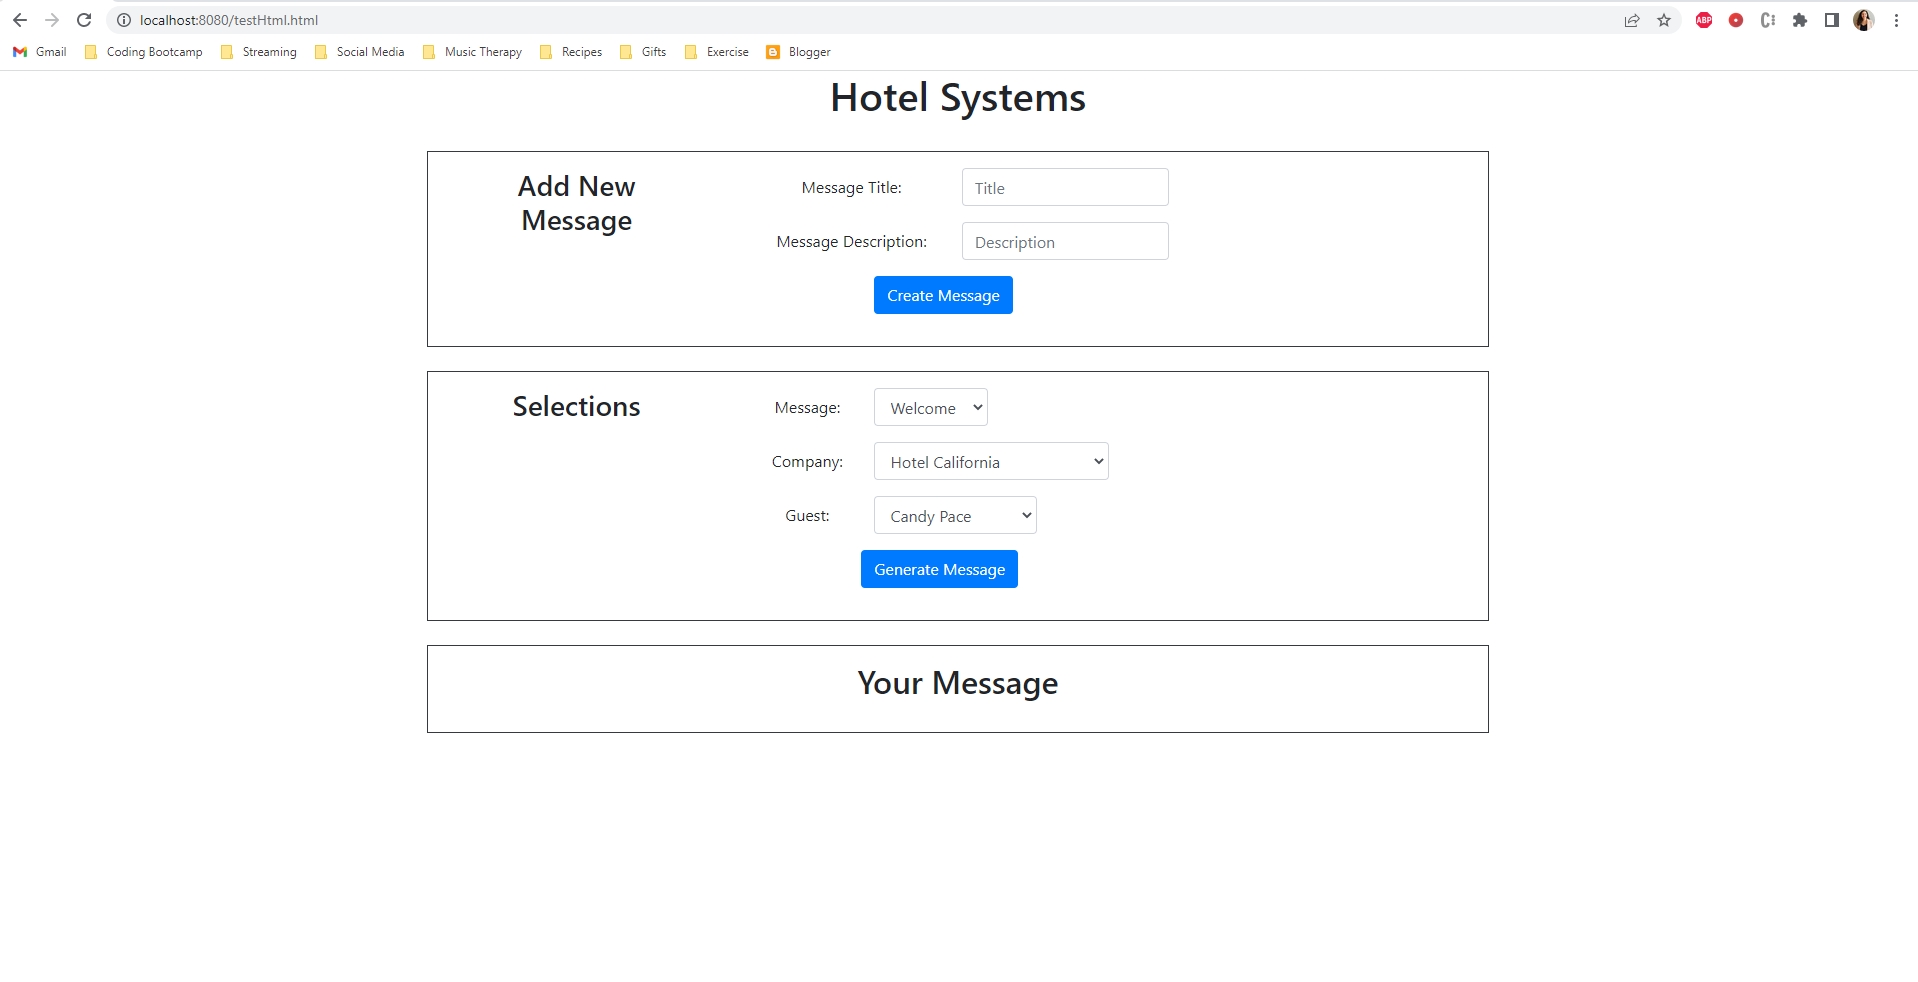 localhost:8080/testHtml.html
ABP
Gmail Coding Bootcamp Streaming Social Media Music Therapy Recipes Gifts Exercise Blogger
Hotel Systems
Add New
Message
Message Title: Title
Message Description: Description
Create Message
Selections
Message: Welcome
Company: Hotel California
Guest: Candy Pace
Generate Message
Your Message